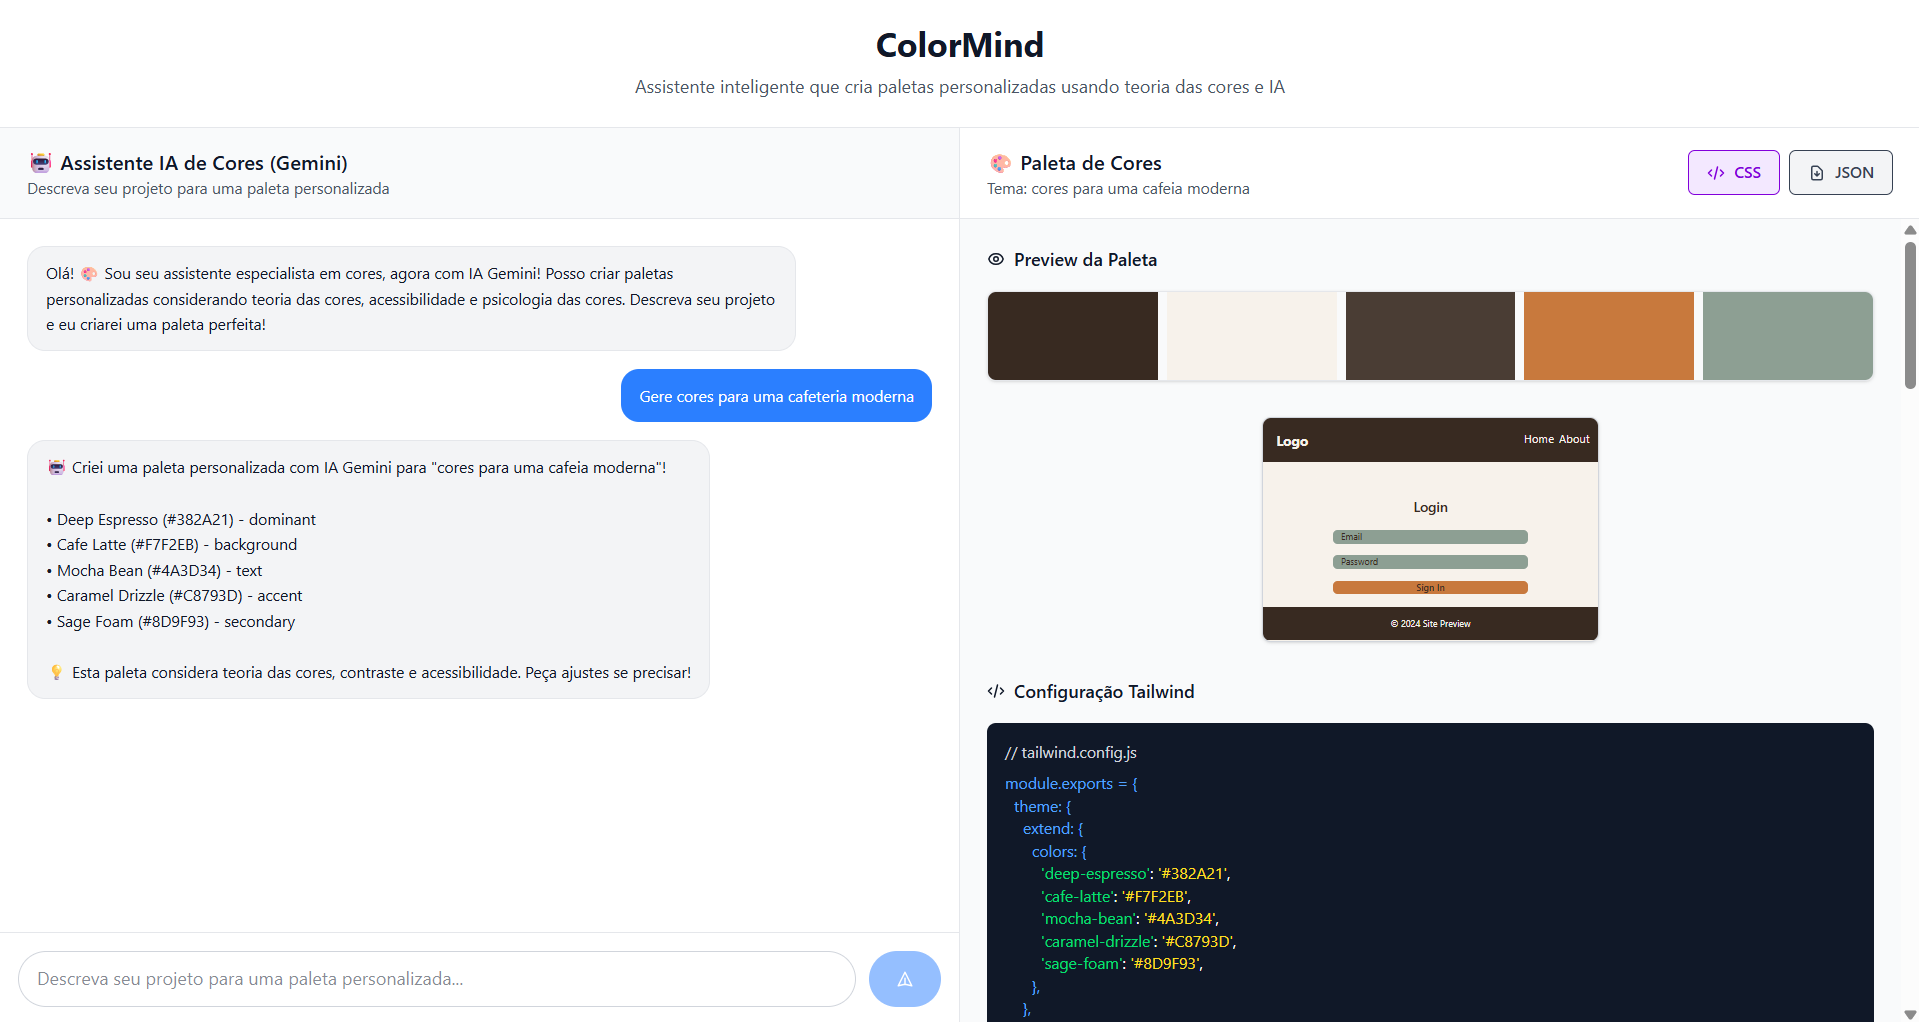 ColorMind
Assistente inteligente que cria paletas personalizadas usando teoria das cores e IA
Assistente IA de Cores (Gemini)
Descreva seu projeto para uma paleta personalizada
Olá! 🎨 Sou seu assistente especialista em cores, agora com IA Gemini! Posso criar paletas
personalizadas considerando teoria das cores, acessibilidade e psicologia das cores. Descreva seu projeto
e eu criarei uma paleta perfeita!
Gere cores para uma cafeteria moderna
🤖 Criei uma paleta personalizada com IA Gemini para "cores para uma cafeia moderna"!
• Deep Espresso (#382A21) - dominant
• Cafe Latte (#F7F2EB) - background
• Mocha Bean (#4A3D34) - text
• Caramel Drizzle (#C8793D) - accent
• Sage Foam (#8D9F93) - secondary
💡 Esta paleta considera teoria das cores, contraste e acessibilidade. Peça ajustes se precisar!
Descreva seu projeto para uma paleta personalizada...
Paleta de Cores
Tema: cores para uma cafeia moderna
</> CSS
JSON
Preview da Paleta
Logo
Home About
Login
Email
Password
Sign In
© 2024 Site Preview
</> Configuração Tailwind
// tailwind.config.js
module.exports = {
theme: {
extend: {
colors: {
'deep-espresso': '#382A21',
'cafe-latte': '#F7F2EB',
'mocha-bean': '#4A3D34',
'caramel-drizzle': '#C8793D',
'sage-foam': '#8D9F93',
},
},